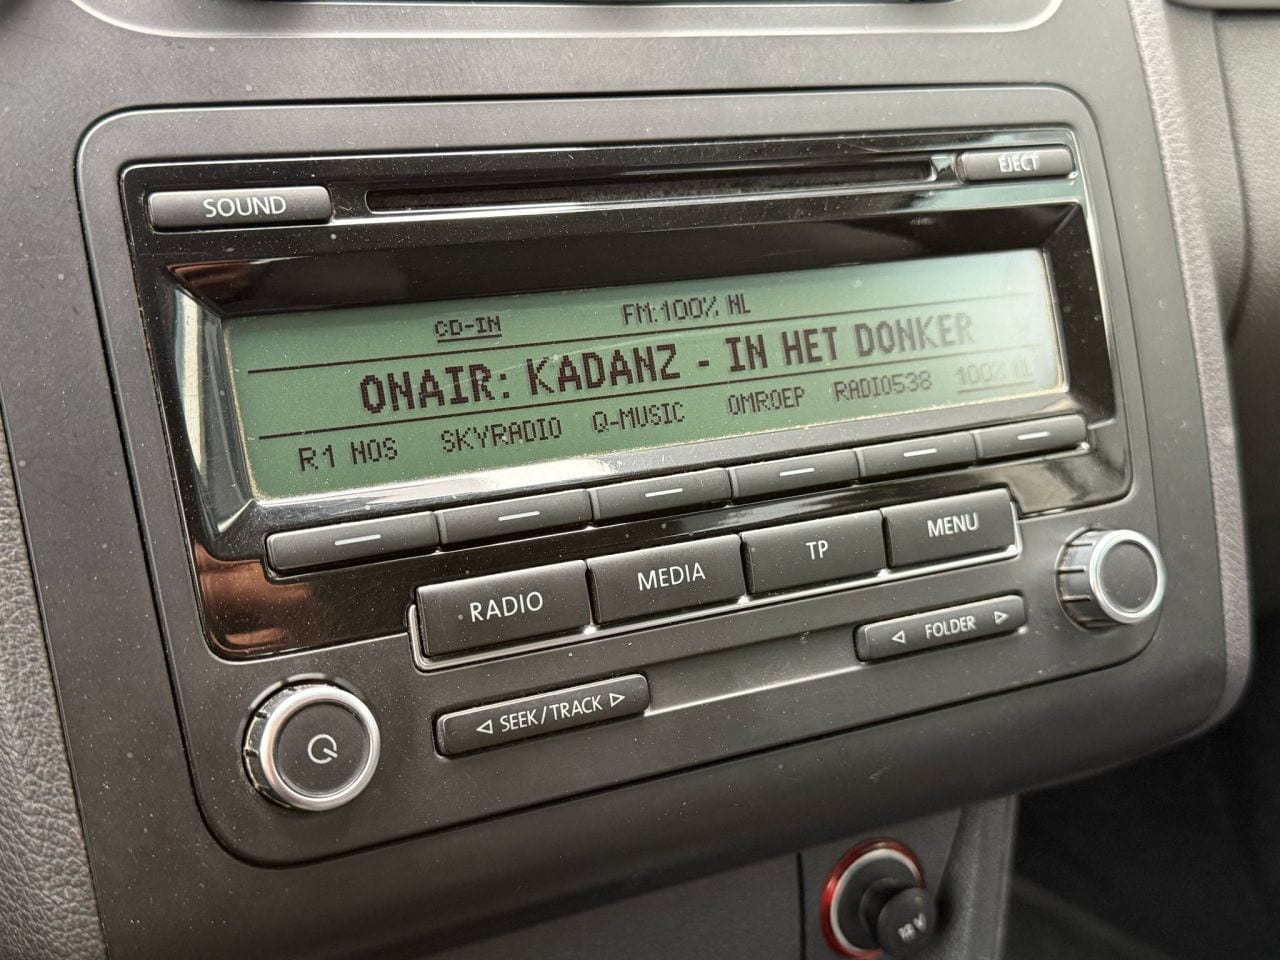 SOUND
EJECT
CD-IN FM:100% NL
ONAIR: KADANZ - IN HET DONKER
R1 NOS SKYRADIO Q-MUSIC OMROEP RADIO538 100% NL
RADIO MEDIA TP MENU
◁ FOLDER ▷
◁ SEEK/TRACK ▷
12 V